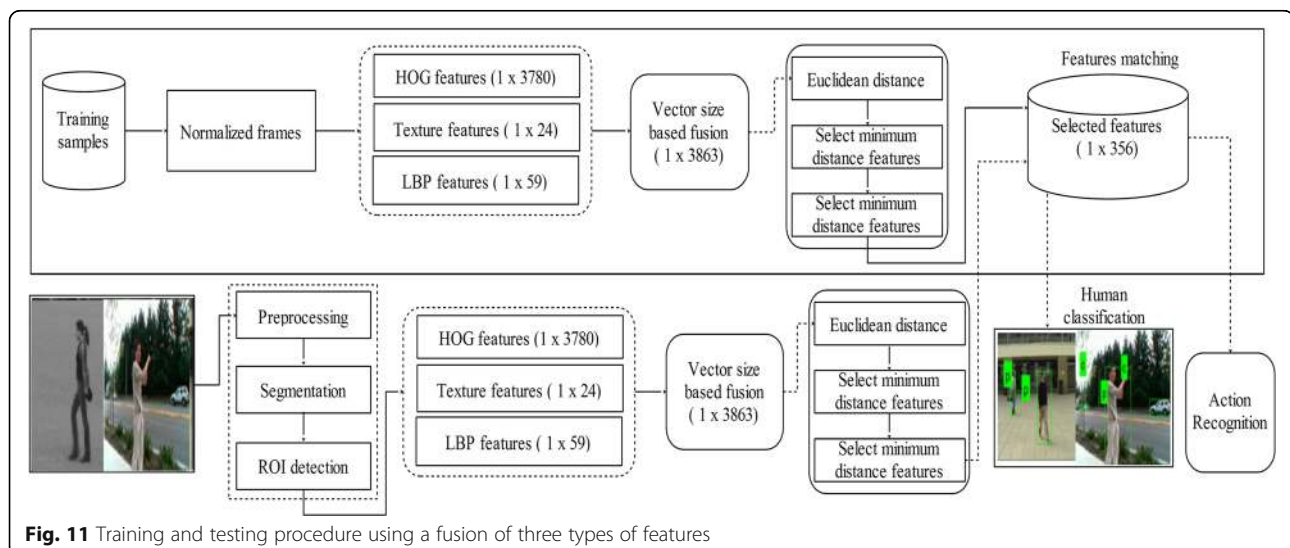 Training
samples
Normalized frames
HOG features (1 x 3780)
Texture features ( 1 x 24)
LBP features ( 1 x 59)
Vector size
based fusion
( 1 x 3863)
Euclidean distance
Select minimum
distance features
Select minimum
distance features
Features matching
Selected features
( 1 x 356)
Preprocessing
Segmentation
ROI detection
HOG features (1 x 3780)
Texture features ( 1 x 24)
LBP features ( 1 x 59)
Vector size
based fusion
( 1 x 3863)
Euclidean distance
Select minimum
distance features
Select minimum
distance features
Human
classification
Action
Recognition
Fig. 11 Training and testing procedure using a fusion of three types of features